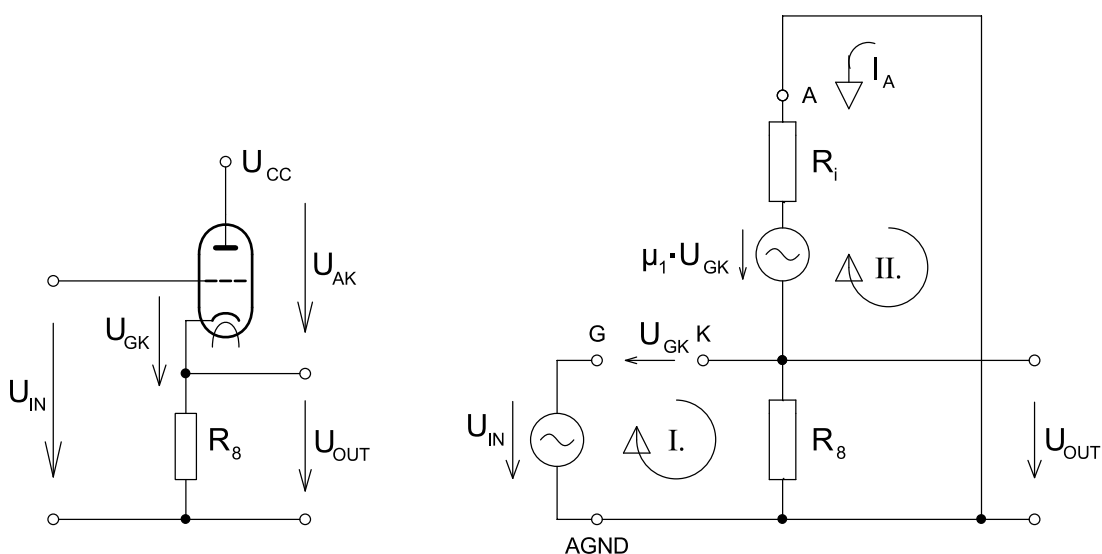 U_CC
U_AK
U_GK
U_IN
R_8
U_OUT
I_A
A
R_i
μ_1·U_GK
II.
G
U_GK
K
U_IN
I.
R_8
U_OUT
AGND